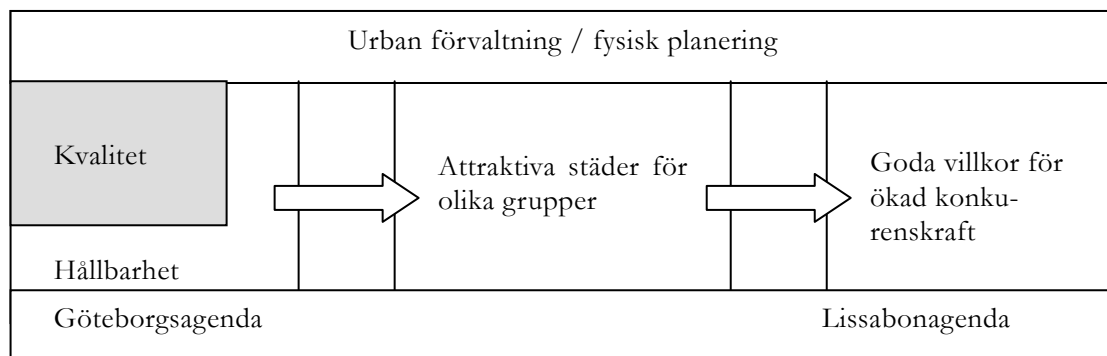 Urban förvaltning / fysisk planering
Kvalitet
Attraktiva städer för
olika grupper
Goda villkor för
ökad konku-
renskraft
Hållbarhet
Göteborgsagenda
Lissabonagenda